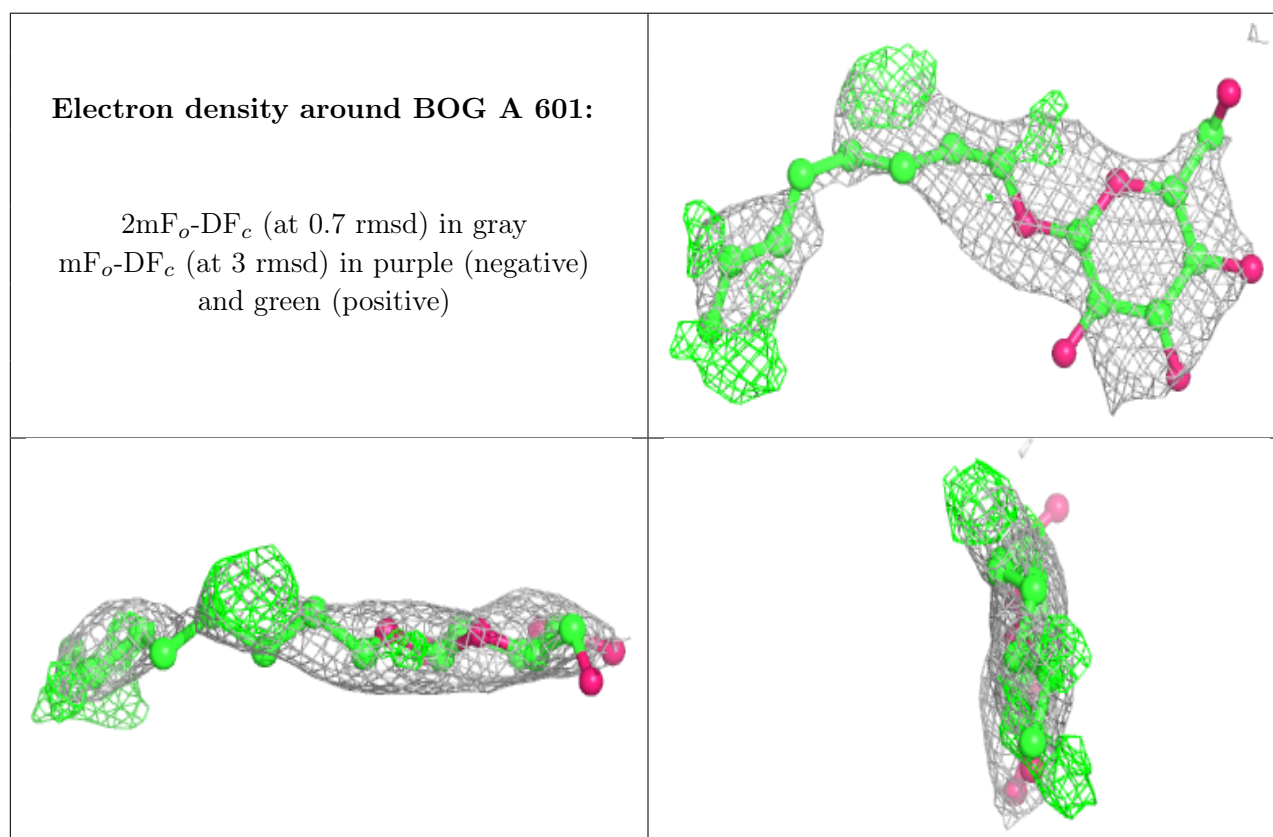 Electron density around BOG A 601:
2mFo-DFc (at 0.7 rmsd) in gray
mFo-DFc (at 3 rmsd) in purple (negative)
and green (positive)